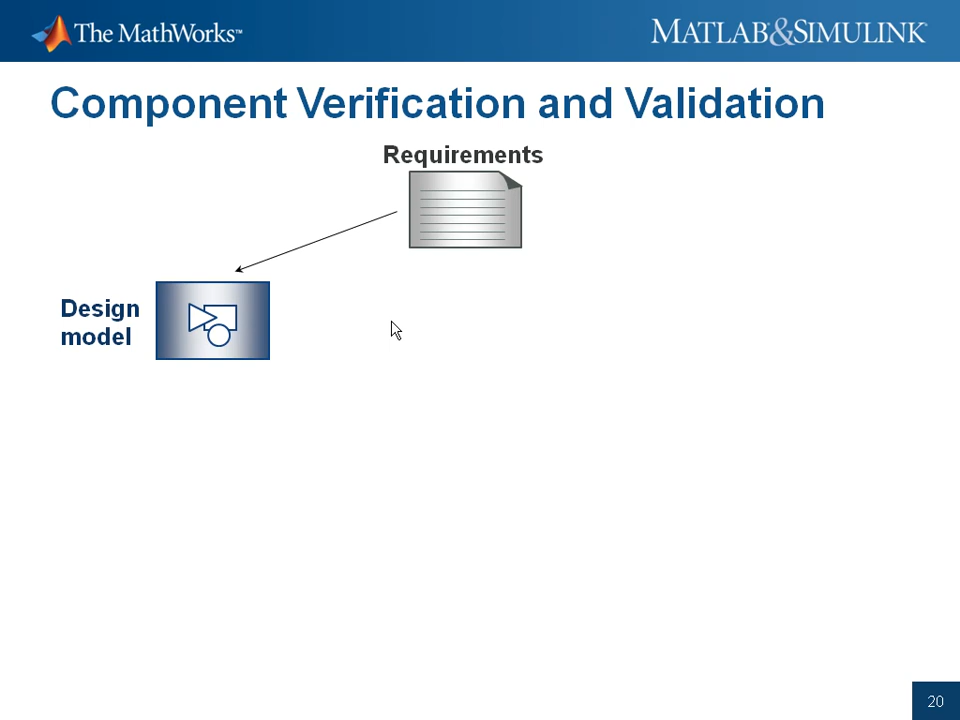 The MathWorks™
MATLAB&SIMULINK®
Component Verification and Validation
Requirements
Design
model
20